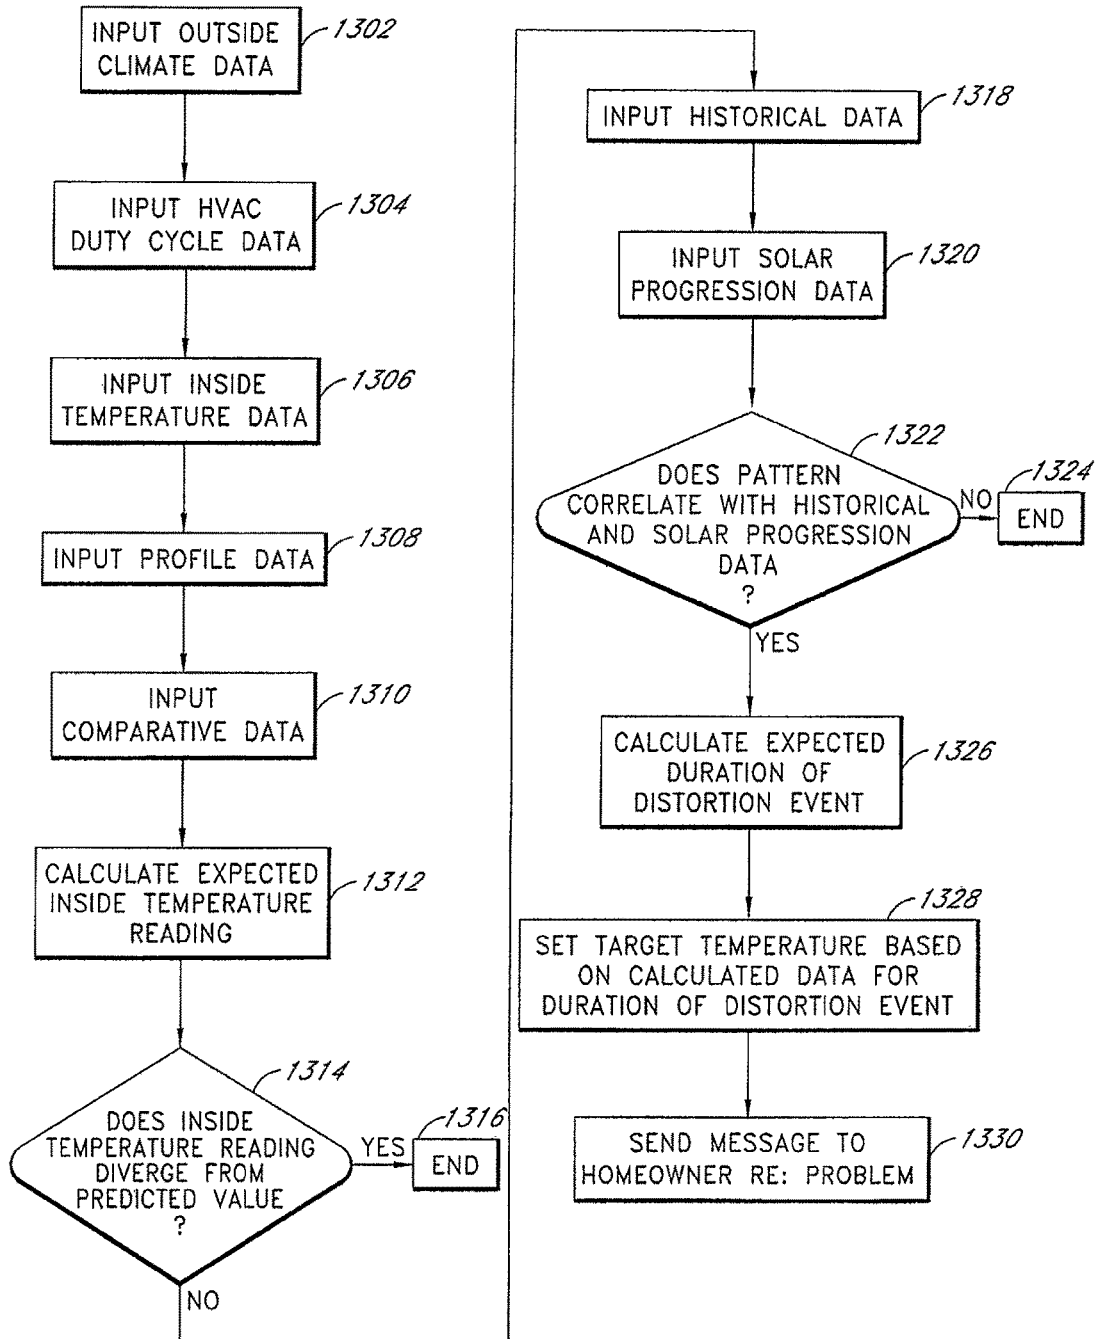 INPUT OUTSIDE
CLIMATE DATA
1302
INPUT HVAC
DUTY CYCLE DATA
1304
INPUT INSIDE
TEMPERATURE DATA
1306
INPUT PROFILE DATA
1308
INPUT
COMPARATIVE DATA
1310
CALCULATE EXPECTED
INSIDE TEMPERATURE
READING
1312
DOES INSIDE
TEMPERATURE READING
DIVERGE FROM
PREDICTED VALUE
?
1314
YES
1316
END
NO
INPUT HISTORICAL DATA
1318
INPUT SOLAR
PROGRESSION DATA
1320
DOES PATTERN
CORRELATE WITH HISTORICAL
AND SOLAR PROGRESSION
DATA
?
1322
NO
1324
END
YES
CALCULATE EXPECTED
DURATION OF
DISTORTION EVENT
1326
SET TARGET TEMPERATURE BASED
ON CALCULATED DATA FOR
DURATION OF DISTORTION EVENT
1328
SEND MESSAGE TO
HOMEOWNER RE: PROBLEM
1330